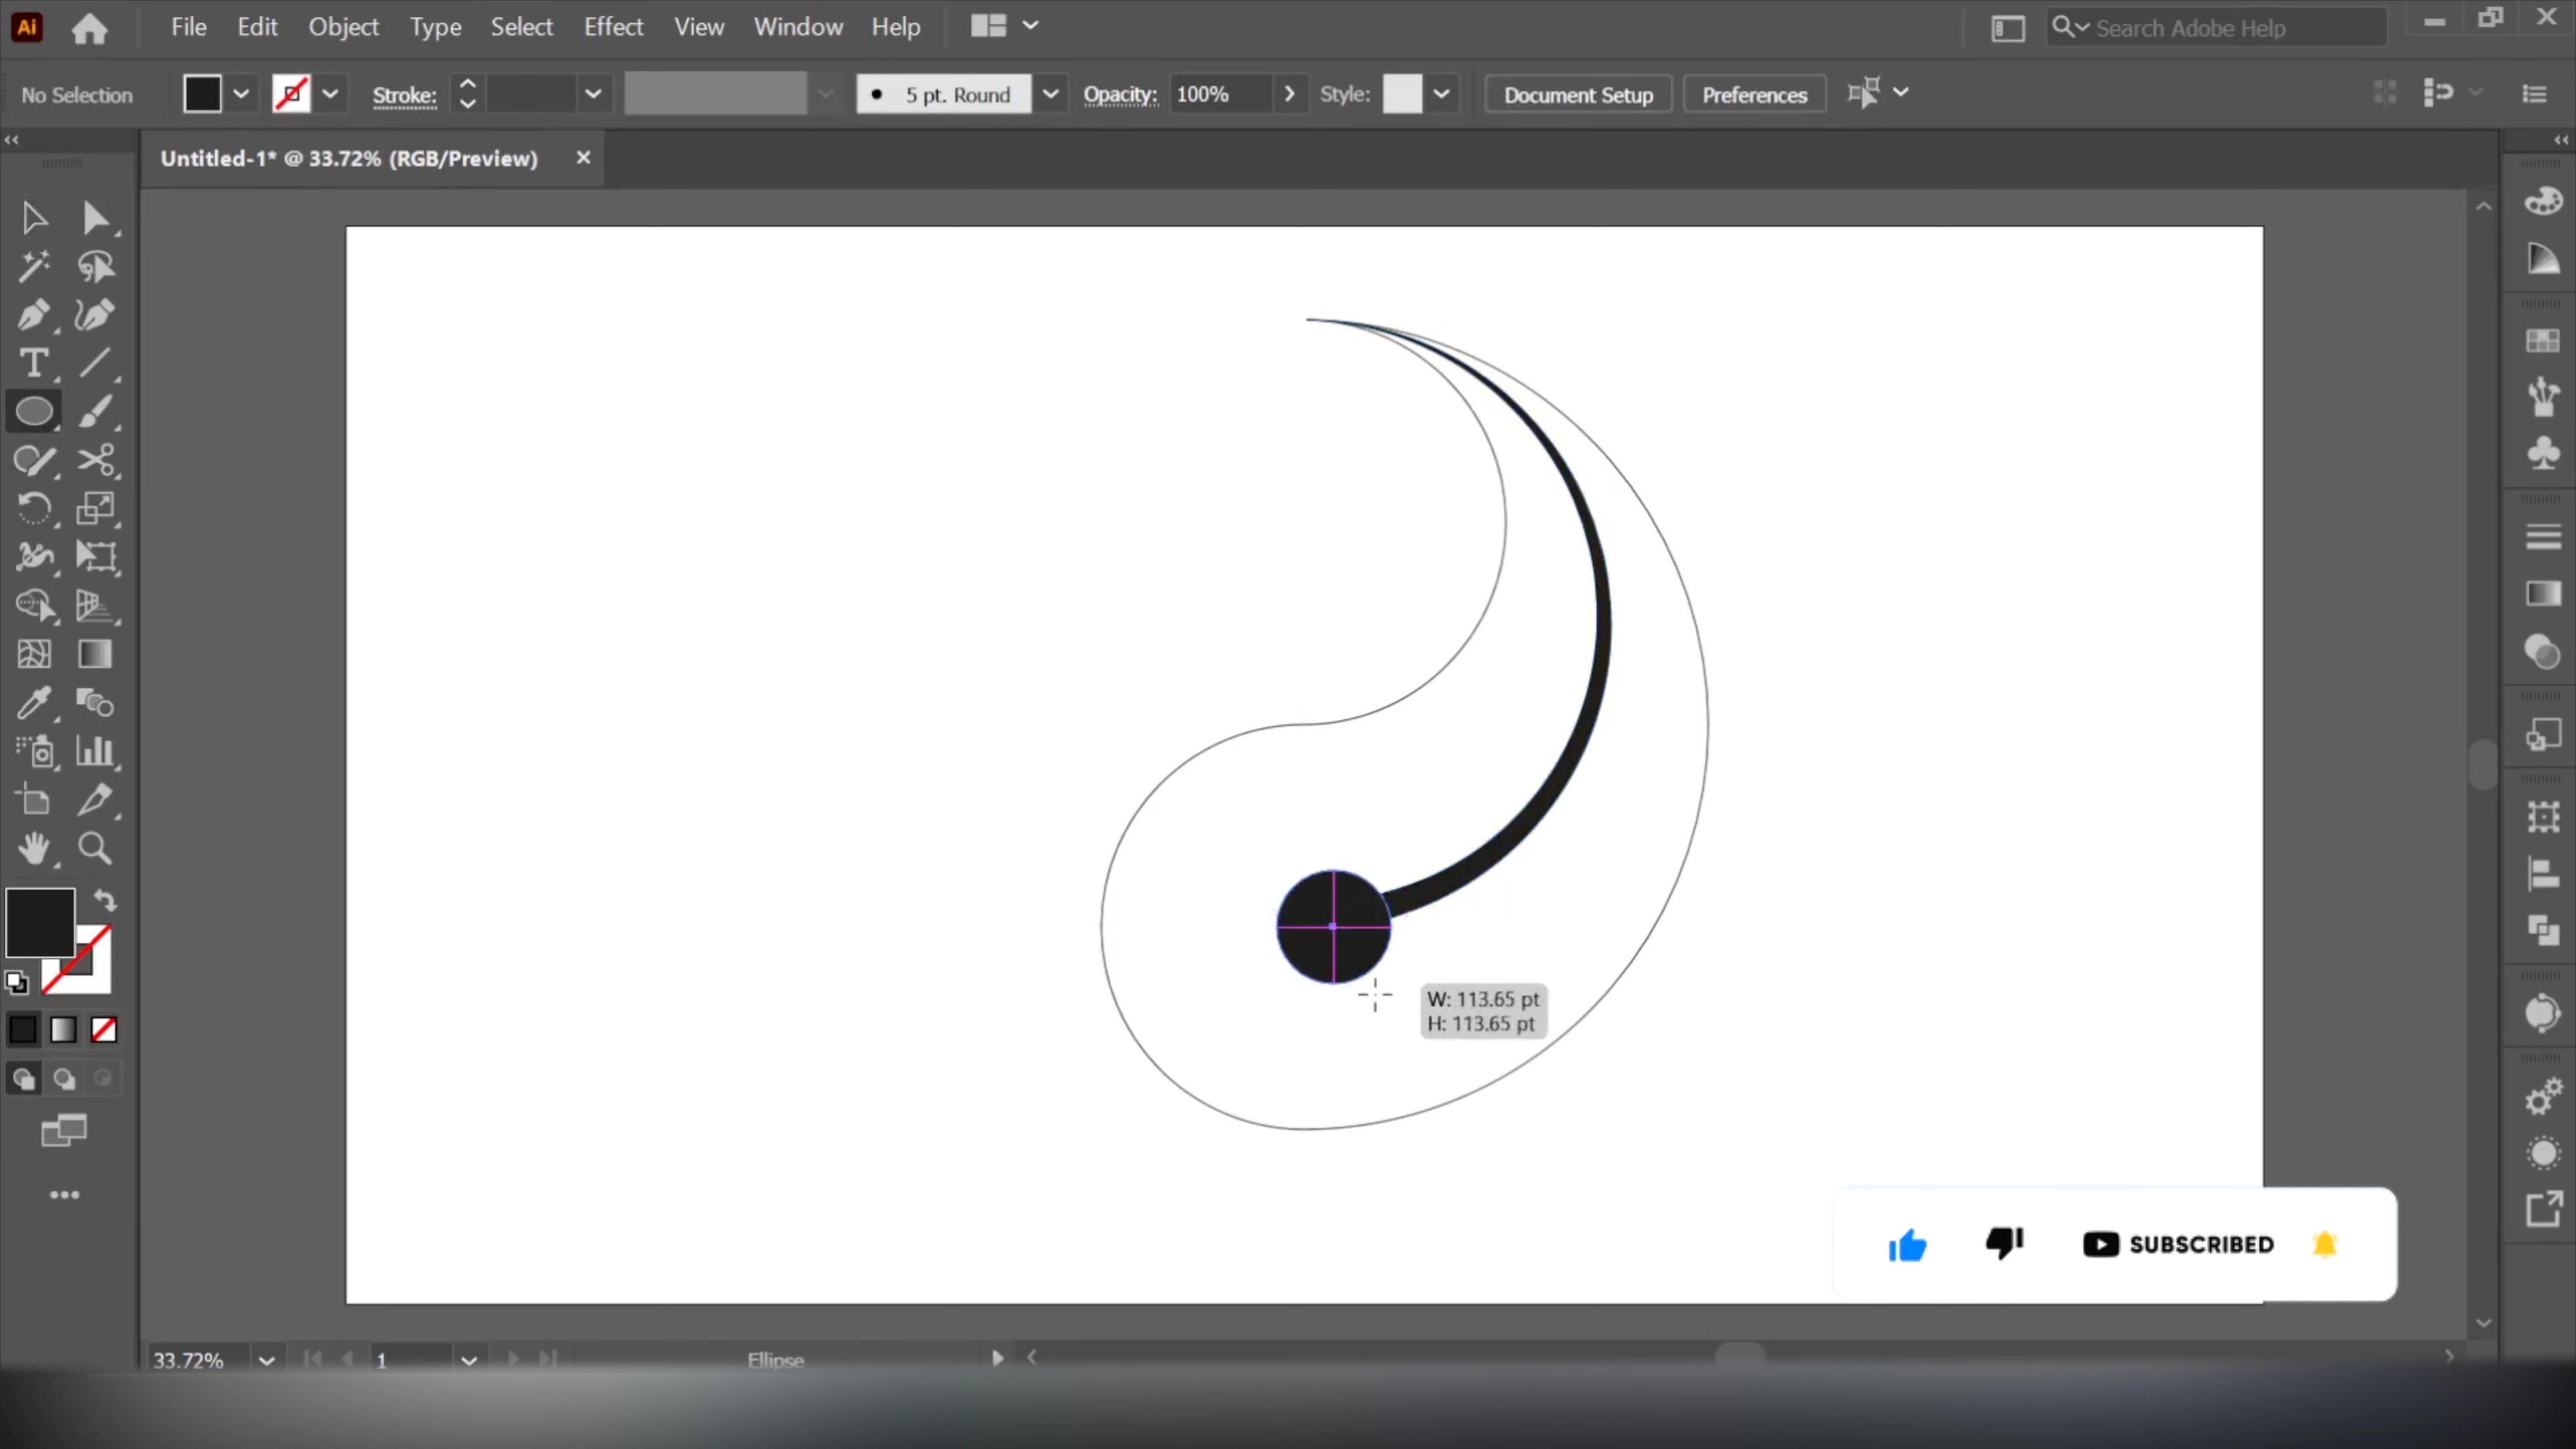 Ai File Edit Object Type Select Effect View Window Help Search Adobe Help
No Selection Stroke: 5 pt. Round Opacity: 100% Style: Document Setup Preferences
Untitled-1* @ 33.72% (RGB/Preview)
W: 113.65 pt
H: 113.65 pt
SUBSCRIBED
33.72% 1 Ellipse